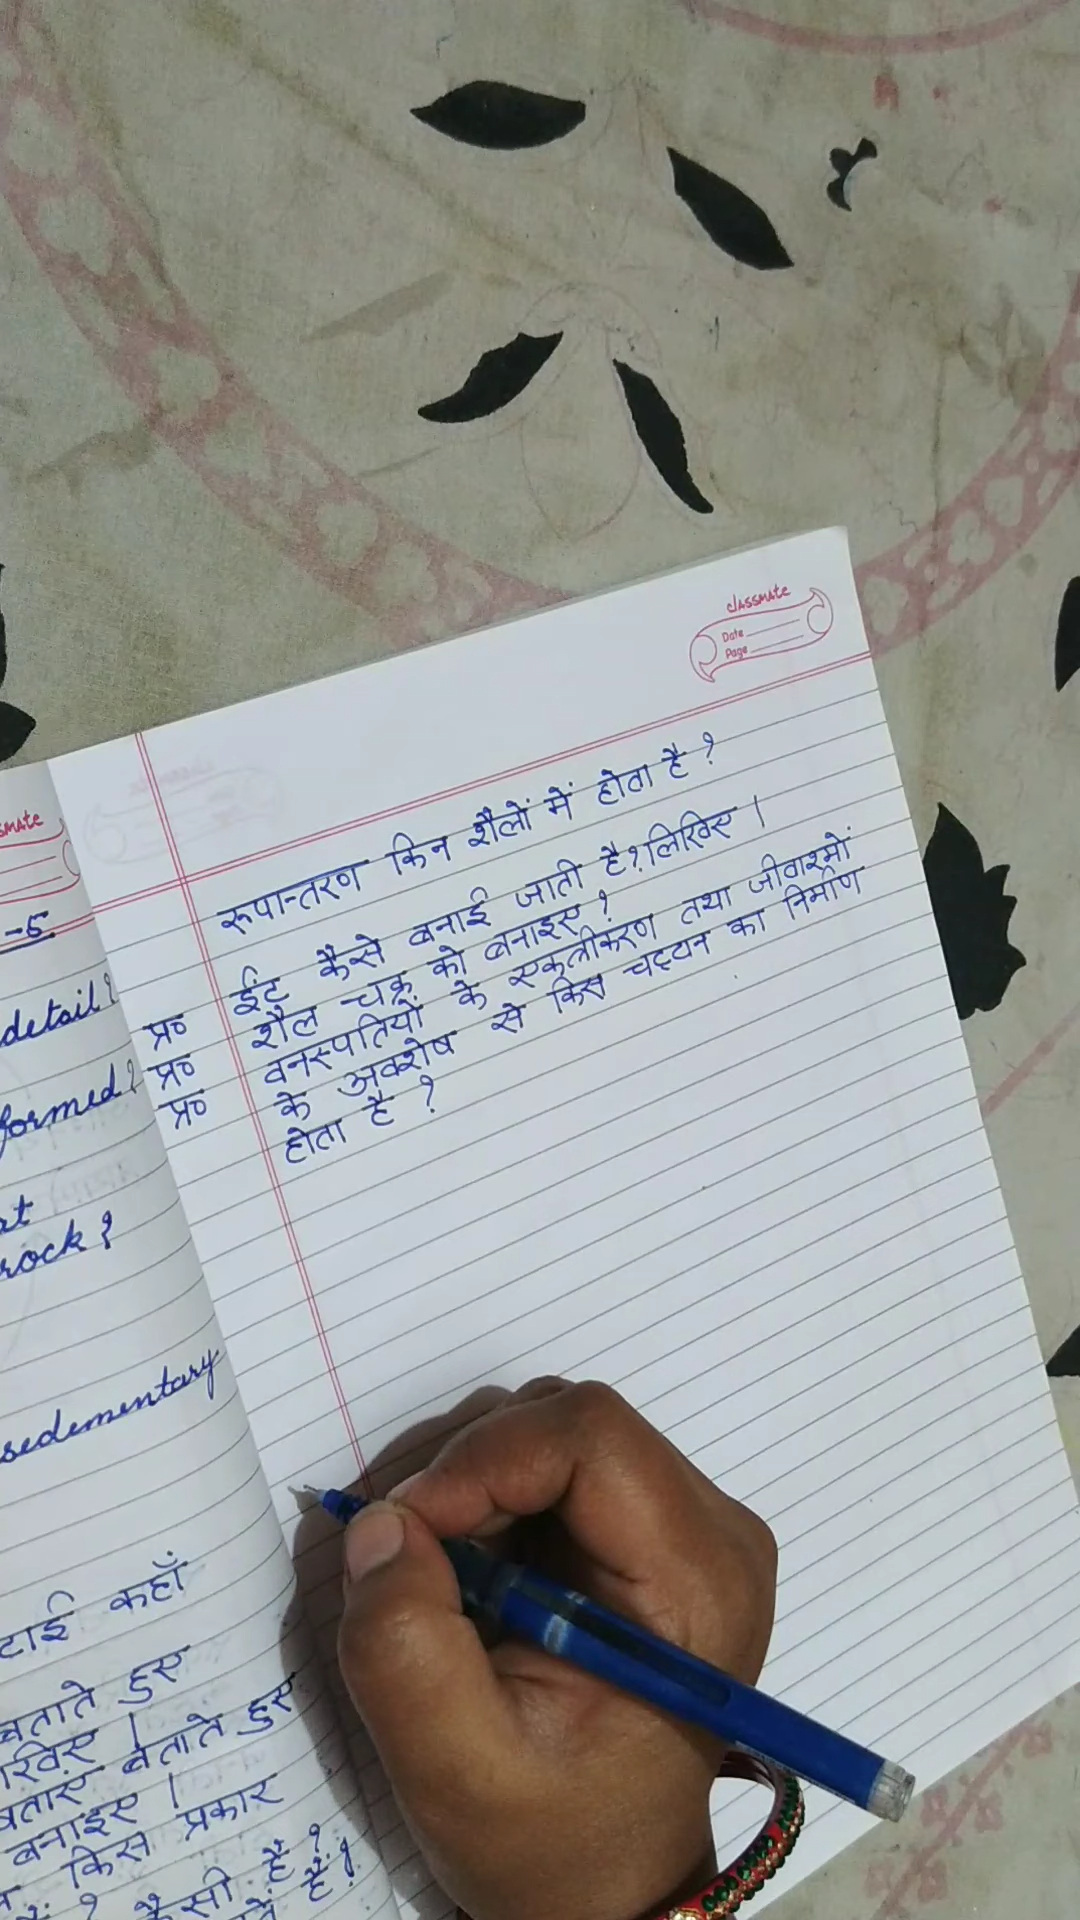 classmate
Date
Page
रूपान्तरण किन शैलों में होता है ?
प्र० ईंट कैसे बनाई जाती है ? लिखिए ।
प्र० शैल चक्र को बनाइए ?
प्र० वनस्पतियों के एकत्रीकरण तथा जीवाश्मों
के अवशेष से किस चट्टान का निर्माण
होता है ?
-5
detail ?
formed ?
rock ?
sedementary
कहाँ
बताते हुए
बताते हुए
बनाइए ।
किस प्रकार